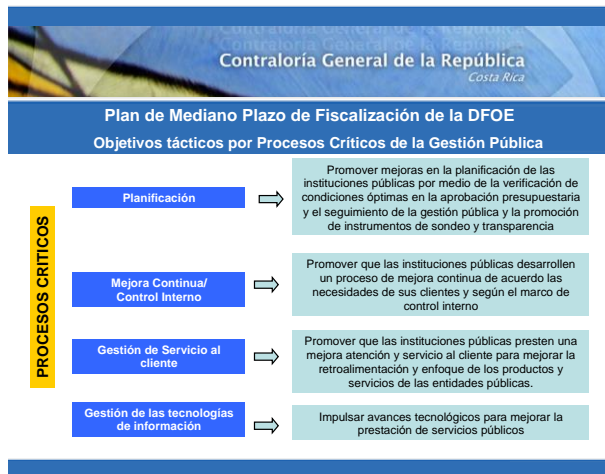 Contraloría General de la República
Contraloría General de la República
Costa Rica
Plan de Mediano Plazo de Fiscalización de la DFOE
Objetivos tácticos por Procesos Críticos de la Gestión Pública
PROCESOS CRITICOS
Planificación
Promover mejoras en la planificación de las
instituciones públicas por medio de la verificación de
condiciones óptimas en la aprobación presupuestaria
y el seguimiento de la gestión pública y la promoción
de instrumentos de sondeo y transparencia
Mejora Continua/
Control Interno
Promover que las instituciones públicas desarrollen
un proceso de mejora continua de acuerdo las
necesidades de sus clientes y según el marco de
control interno
Gestión de Servicio al
cliente
Promover que las instituciones públicas presten una
mejora atención y servicio al cliente para mejorar la
retroalimentación y enfoque de los productos y
servicios de las entidades públicas.
Gestión de las tecnologías
de información
Impulsar avances tecnológicos para mejorar la
prestación de servicios públicos